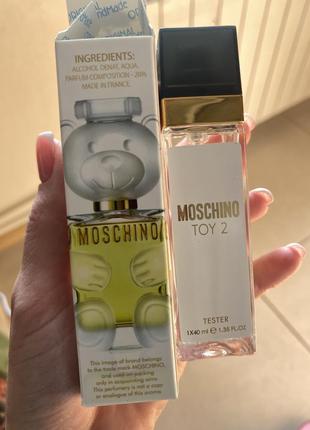 INGREDIENTS:
ALCOHOL DENAT, AQUA,
PARFUM COMPOSITION - 28%
MADE IN FRANCE.
MOSCHINO
This image of brand belongs
to the trade mark MOSCHINO,
and used on packing
only in acquainting aims
This perfumery is not a copy
or analogue of this aroma
MOSCHINO
TOY 2
TESTER
1X40 ml e 1.35 FL.OZ